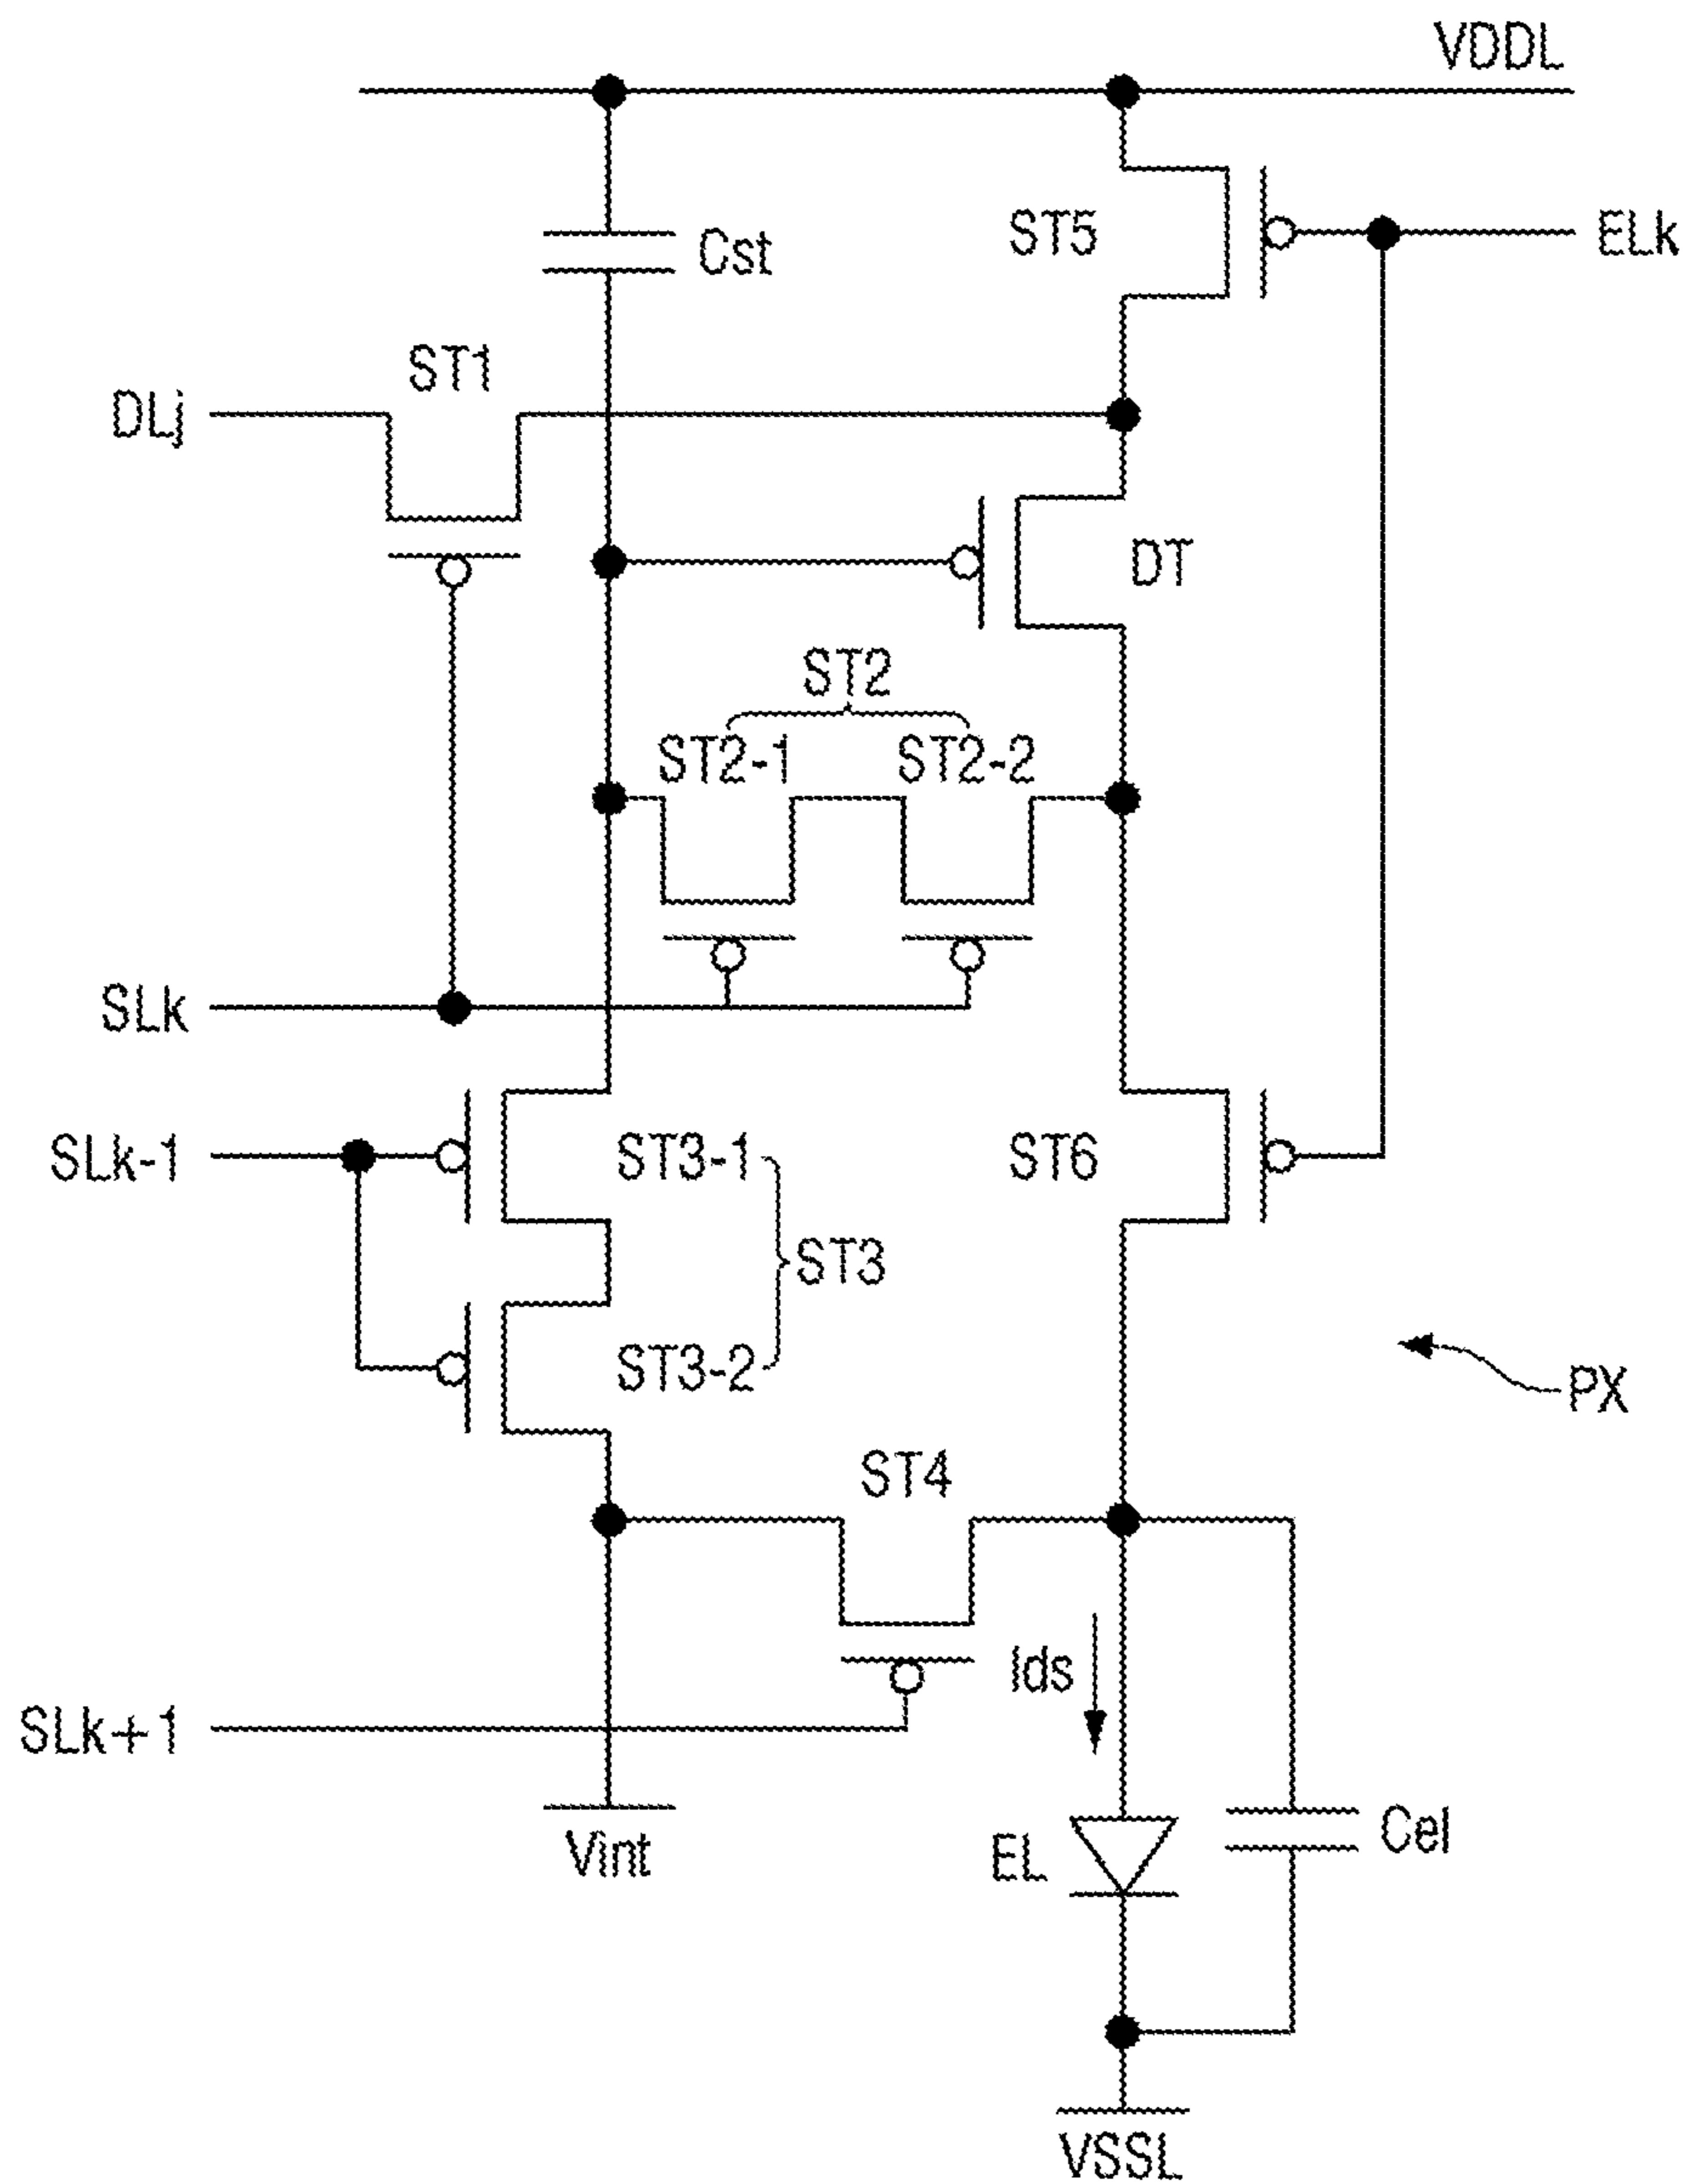 VDDL
ST5
ELk
Cst
ST1
DLj
DT
ST2
ST2-1
ST2-2
SLk
SLk-1
ST3-1
ST6
ST3
ST3-2
PX
ST4
Ids
SLk+1
Vint
EL
Cel
VSSL